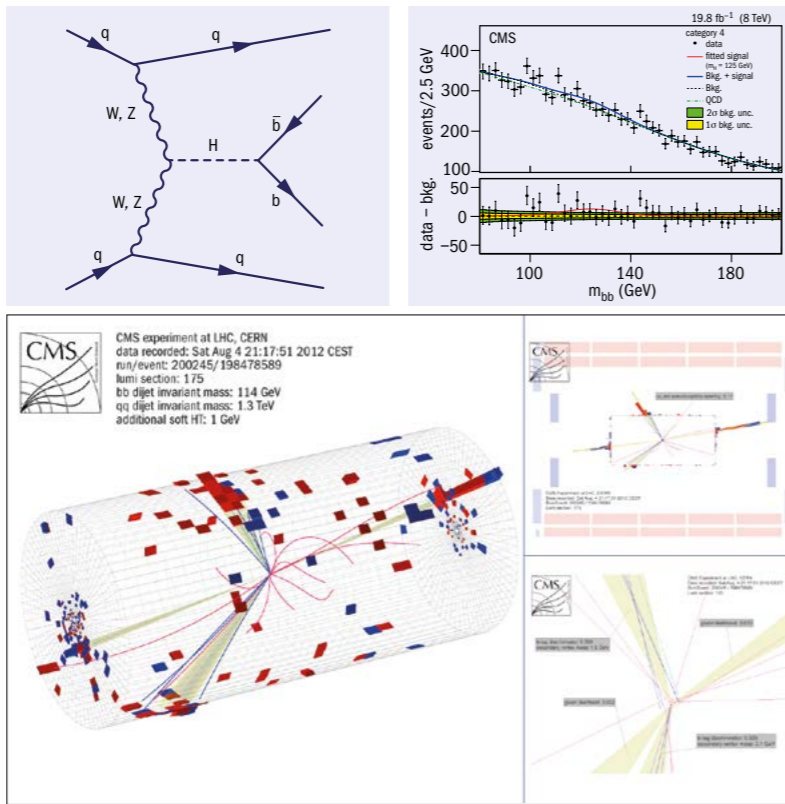 q
q
W, Z
H
b̄
b
W, Z
q
q
19.8 fb⁻¹ (8 TeV)
CMS
category 4
data
fitted signal
(mH = 125 GeV)
Bkg. + signal
Bkg.
QCD
2σ bkg. unc.
1σ bkg. unc.
events/2.5 GeV
400
300
200
100
data – bkg.
50
0
−50
100
140
180
mbb (GeV)
CMS
CMS experiment at LHC, CERN
data recorded: Sat Aug 4 21:17:51 2012 CEST
run/event: 200245/198478589
lumi section: 175
bb dijet invariant mass: 114 GeV
qq dijet invariant mass: 1.3 TeV
additional soft HT: 1 GeV
CMS
CMS